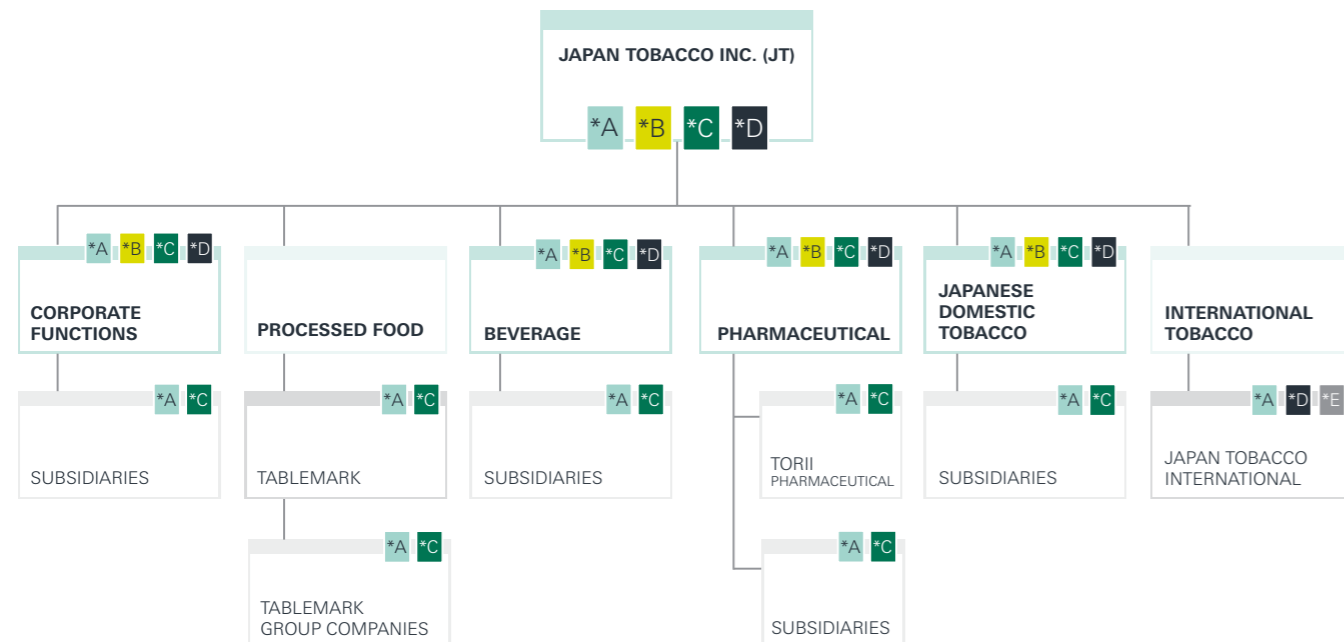 JAPAN TOBACCO INC. (JT)
*A *B *C *D
*A *B *C *D
CORPORATE
FUNCTIONS
PROCESSED FOOD
*A *B *C *D
BEVERAGE
*A *B *C *D
PHARMACEUTICAL
*A *B *C *D
JAPANESE
DOMESTIC
TOBACCO
INTERNATIONAL
TOBACCO
*A *C
SUBSIDIARIES
*A *C
TABLEMARK
*A *C
SUBSIDIARIES
*A *C
TORII
PHARMACEUTICAL
*A *C
SUBSIDIARIES
*A *D *E
JAPAN TOBACCO
INTERNATIONAL
*A *C
TABLEMARK
GROUP COMPANIES
*A *C
SUBSIDIARIES